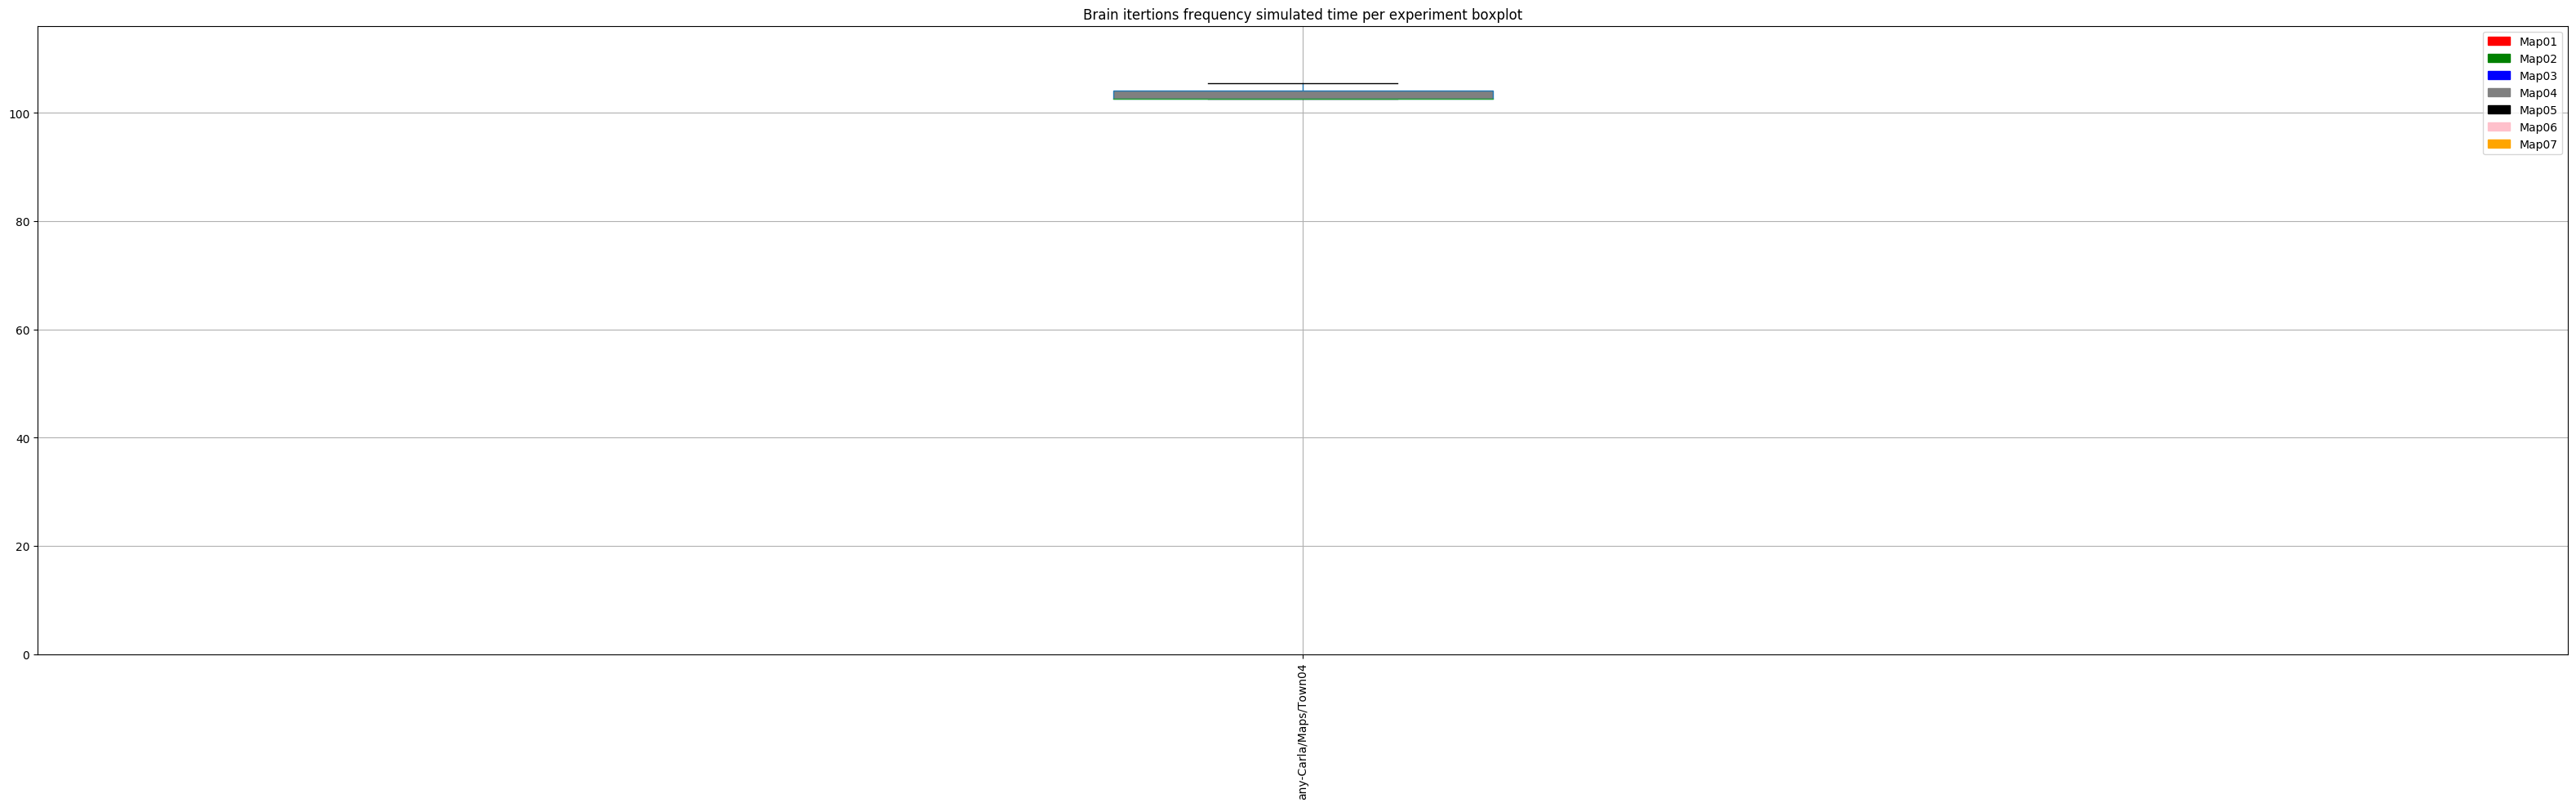 Brain itertions frequency simulated time per experiment boxplot
Map01
Map02
Map03
Map04
Map05
Map06
Map07
100
80
60
40
20
0
any-Carla/Maps/Town04